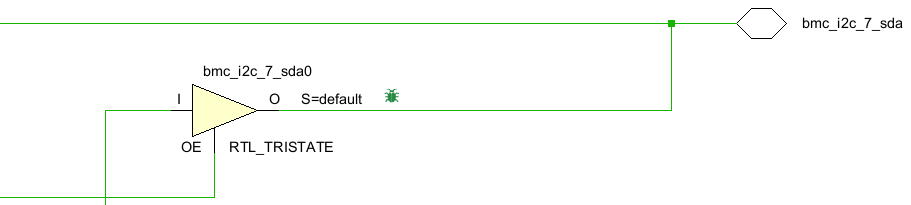 bmc_i2c_7_sda
bmc_i2c_7_sda0
I
O
S=default
OE
RTL_TRISTATE